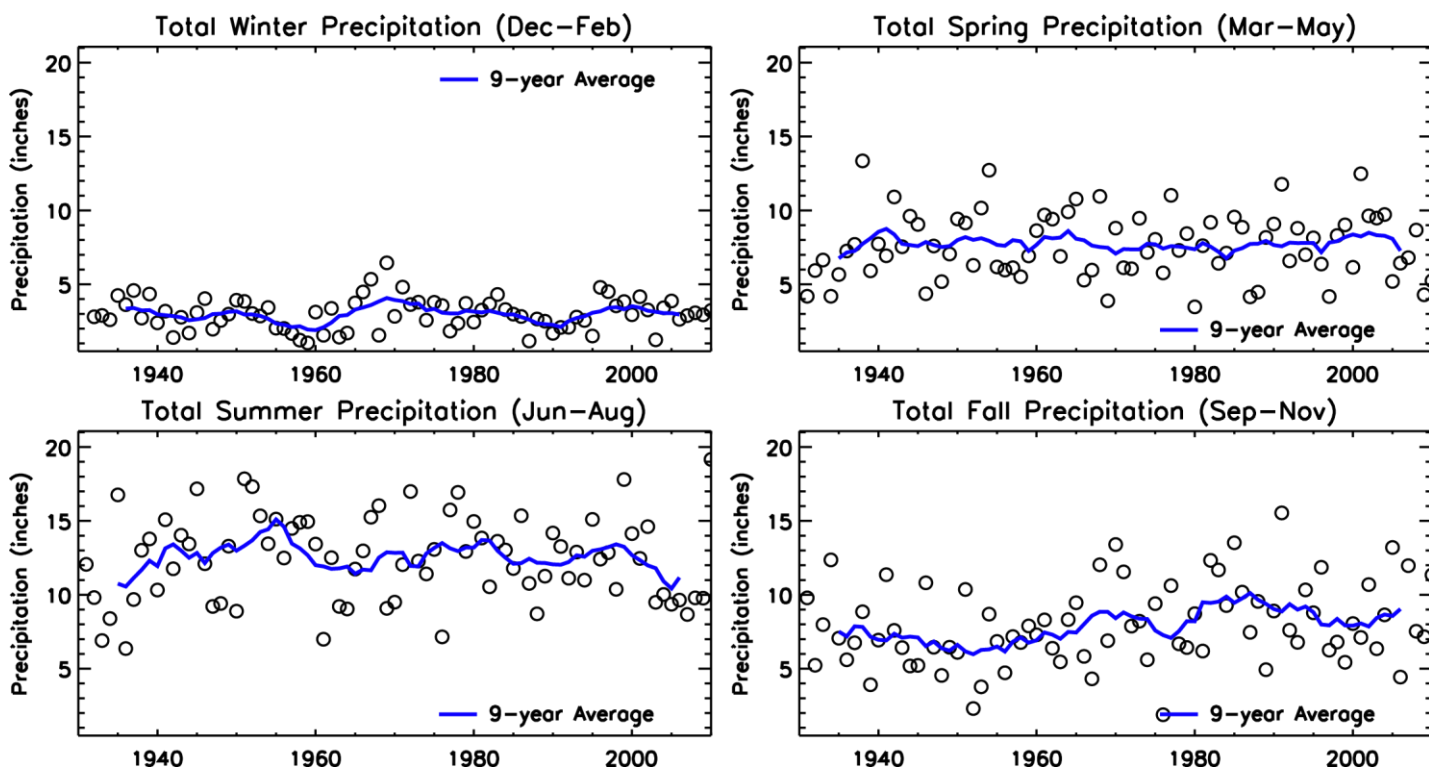 Total Winter Precipitation (Dec-Feb)
Precipitation (inches)
20
15
10
5
9-year Average
1940 1960 1980 2000
Total Spring Precipitation (Mar-May)
Precipitation (inches)
20
15
10
5
9-year Average
1940 1960 1980 2000
Total Summer Precipitation (Jun-Aug)
Precipitation (inches)
20
15
10
5
9-year Average
1940 1960 1980 2000
Total Fall Precipitation (Sep-Nov)
Precipitation (inches)
20
15
10
5
9-year Average
1940 1960 1980 2000